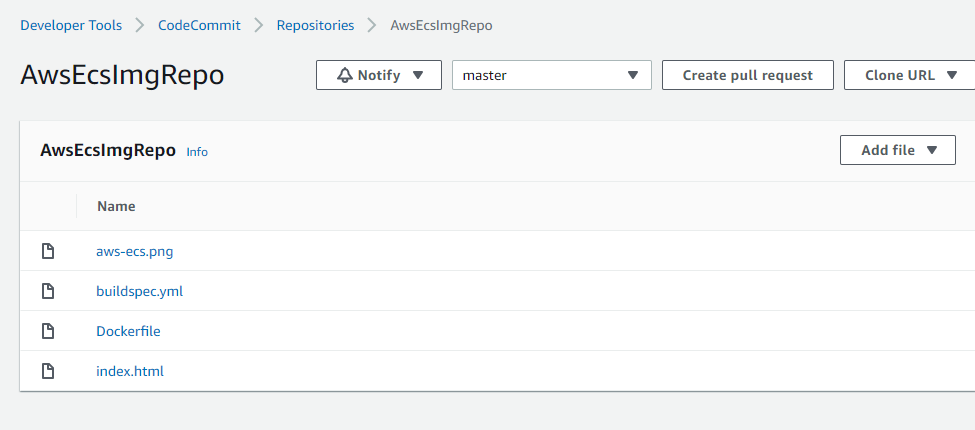 Developer Tools CodeCommit Repositories AwsEcsImgRepo
AwsEcsImgRepo Notify master Create pull request Clone URL
AwsEcsImgRepo Info Add file
Name
aws-ecs.png
buildspec.yml
Dockerfile
index.html